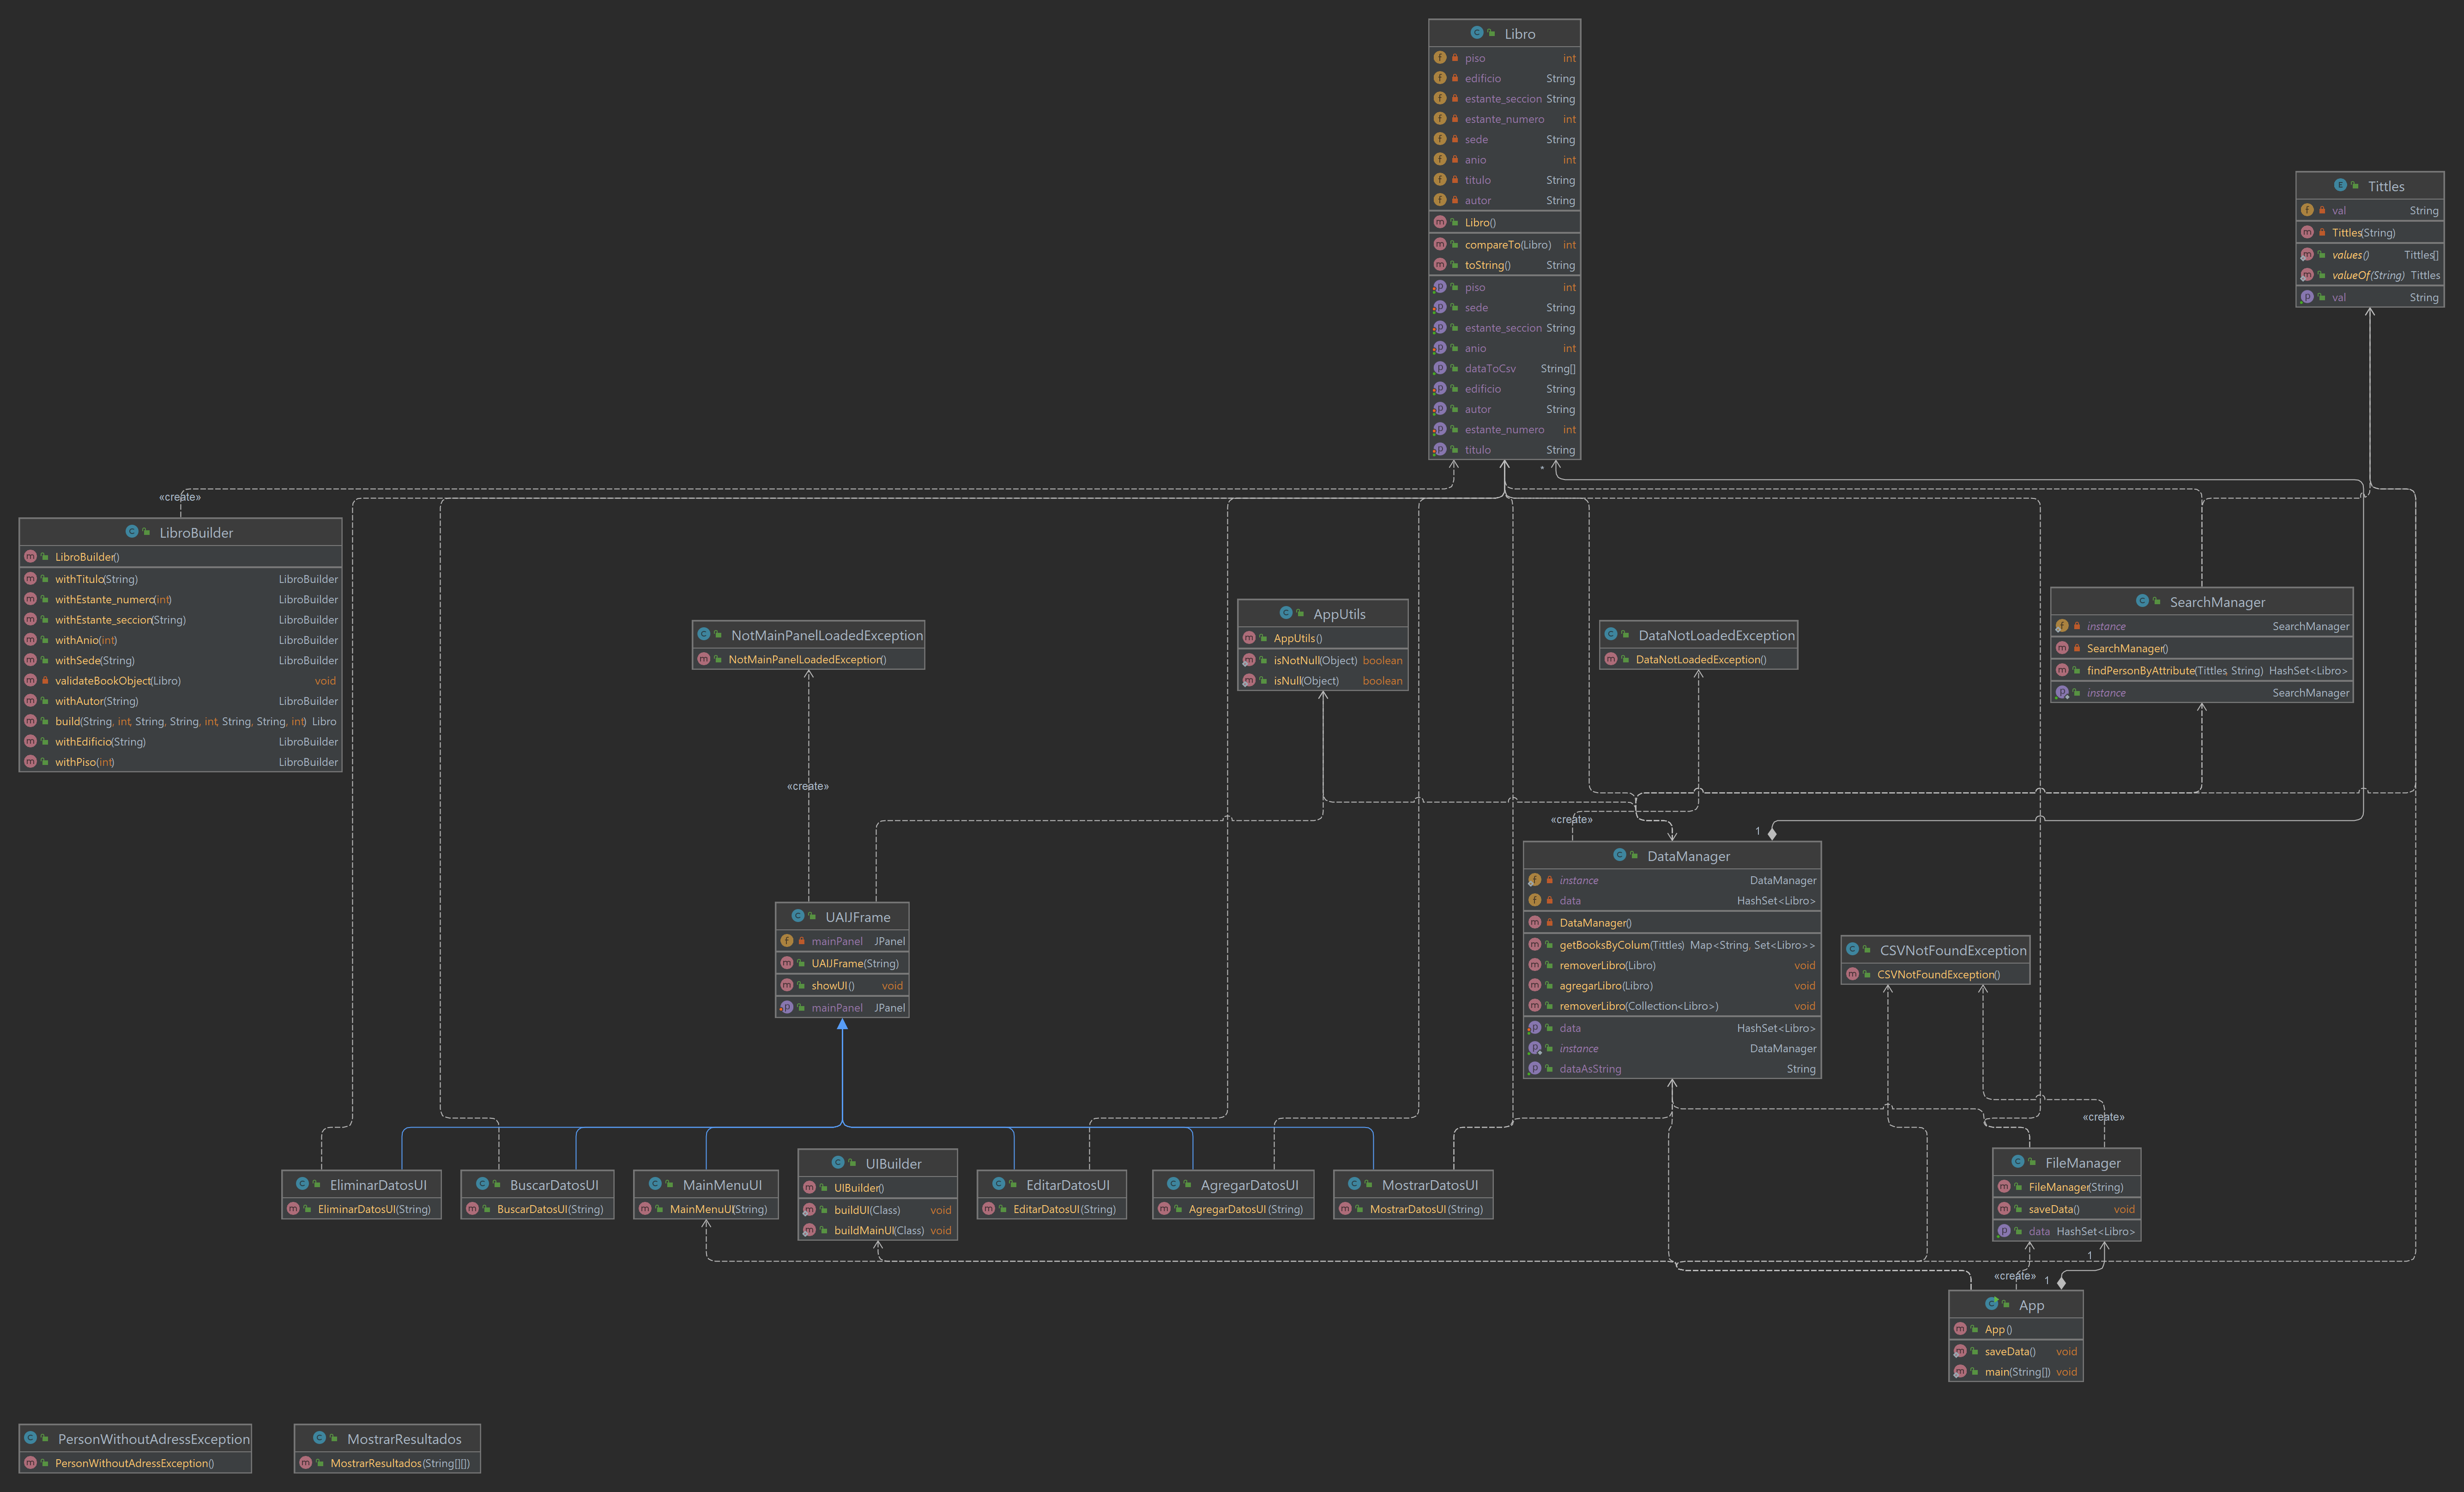 Libro
piso int
edificio String
estante_seccion String
estante_numero int
sede String
anio int
titulo String
autor String
Libro()
compareTo(Libro) int
toString() String
piso int
sede String
estante_seccion String
anio int
dataToCsv String[]
edificio String
autor String
estante_numero int
titulo String
*
Tittles
val String
Tittles(String)
values() Tittles[]
valueOf(String) Tittles
val String
«create»
LibroBuilder
LibroBuilder()
withTitulo(String) LibroBuilder
withEstante_numero(int) LibroBuilder
withEstante_seccion(String) LibroBuilder
withAnio(int) LibroBuilder
withSede(String) LibroBuilder
validateBookObject(Libro) void
withAutor(String) LibroBuilder
build(String, int, String, String, int, String, String, int) Libro
withEdificio(String) LibroBuilder
withPiso(int) LibroBuilder
NotMainPanelLoadedException
NotMainPanelLoadedException()
AppUtils
AppUtils()
isNotNull(Object) boolean
isNull(Object) boolean
DataNotLoadedException
DataNotLoadedException()
SearchManager
instance SearchManager
SearchManager()
findPersonByAttribute(Tittles, String) HashSet<Libro>
instance SearchManager
«create»
«create»
1
DataManager
instance DataManager
data HashSet<Libro>
DataManager()
getBooksByColum(Tittles) Map<String, Set<Libro>>
removerLibro(Libro) void
agregarLibro(Libro) void
removerLibro(Collection<Libro>) void
data HashSet<Libro>
instance DataManager
dataAsString String
UAIJFrame
mainPanel JPanel
UAIJFrame(String)
showUI() void
mainPanel JPanel
CSVNotFoundException
CSVNotFoundException()
«create»
EliminarDatosUI
EliminarDatosUI(String)
BuscarDatosUI
BuscarDatosUI(String)
MainMenuUI
MainMenuUI(String)
UIBuilder
UIBuilder()
buildUI(Class) void
buildMainUI(Class) void
EditarDatosUI
EditarDatosUI(String)
AgregarDatosUI
AgregarDatosUI(String)
MostrarDatosUI
MostrarDatosUI(String)
FileManager
FileManager(String)
saveData() void
data HashSet<Libro>
1
«create»
1
App
App()
saveData() void
main(String[]) void
PersonWithoutAdressException
PersonWithoutAdressException()
MostrarResultados
MostrarResultados(String[][])